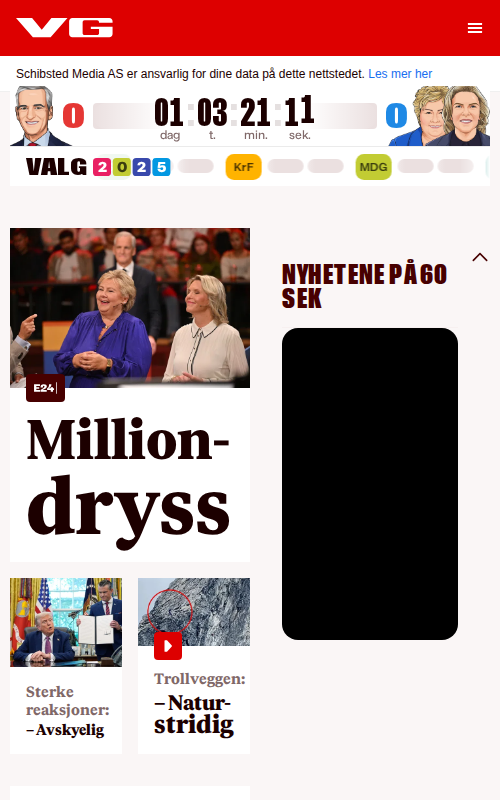 VG
Schibsted Media AS er ansvarlig for dine data på dette nettstedet. Les mer her
0 01:03:21:11 0
dag t. min. sek.
VALG 2025 KrF MDG
NYHETENE PÅ 60
SEK
E24
Million-
dryss
Sterke
reaksjoner:
– Avskyelig
Trollveggen:
– Natur-
stridig